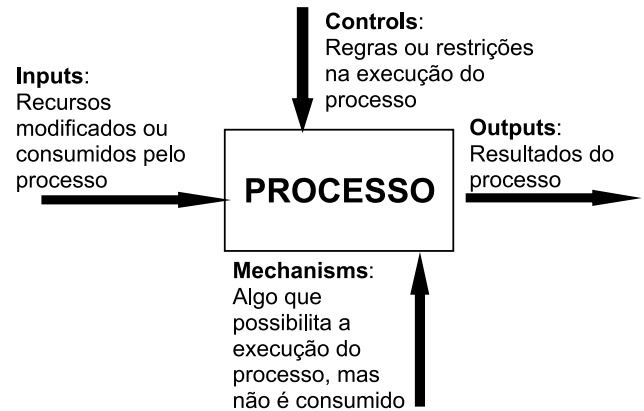 Controls:
Regras ou restrições
na execução do
processo
Inputs:
Recursos
modificados ou
consumidos pelo
processo
Outputs:
Resultados do
processo
PROCESSO
Mechanisms:
Algo que
possibilita a
execução do
processo, mas
não é consumido